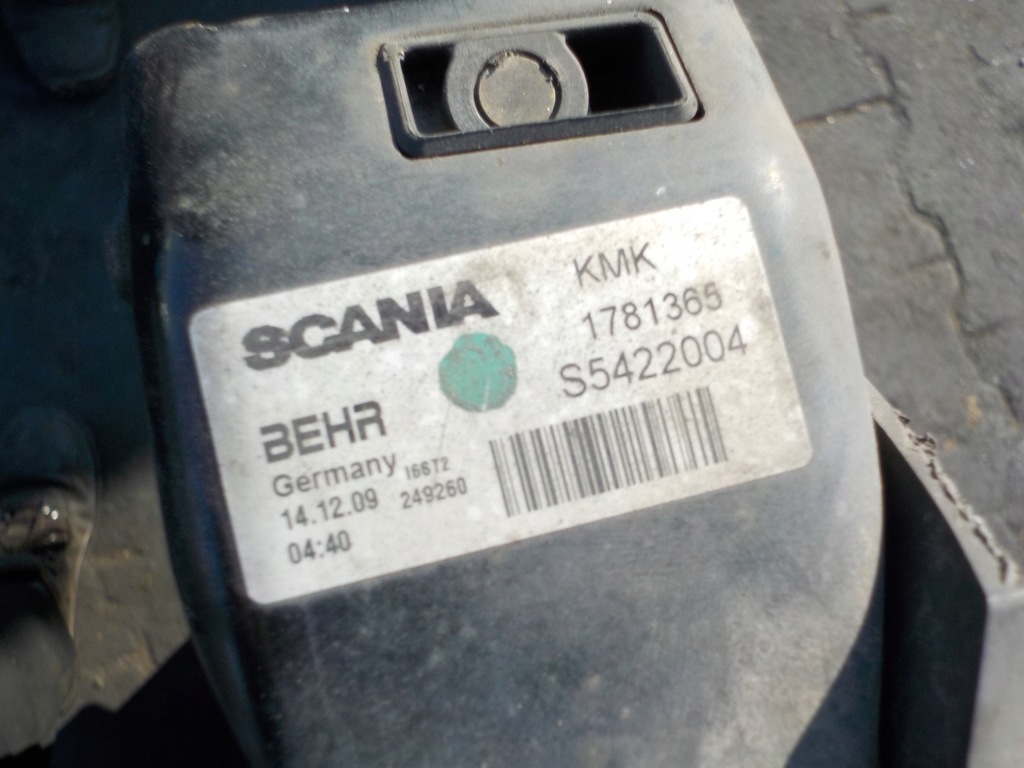 SCANIA
KMK
1781365
S5422004
BEHR
Germany 166T2
14.12.09 249260
04:40